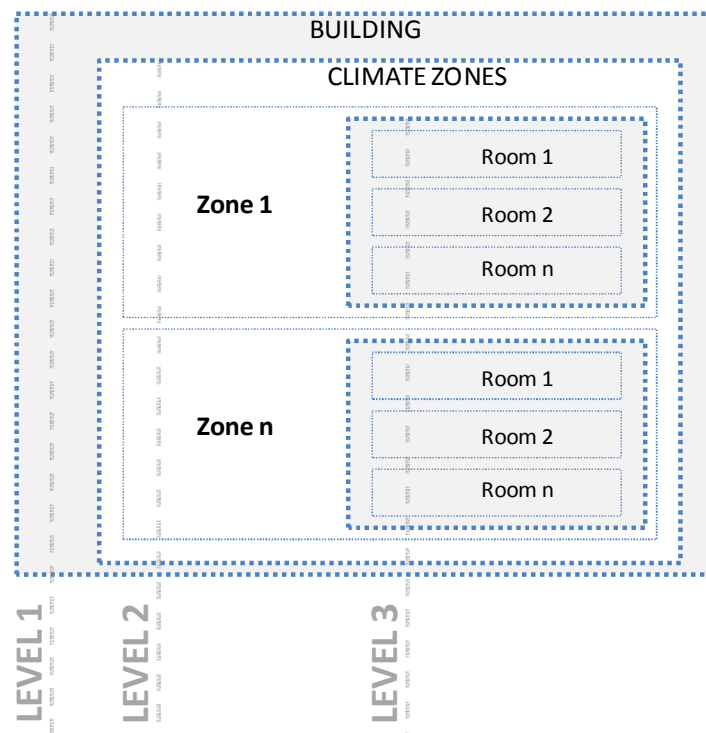 BUILDING
CLIMATE ZONES
Zone 1
Room 1
Room 2
Room n
Zone n
Room 1
Room 2
Room n
LEVEL 1
LEVEL 2
LEVEL 3